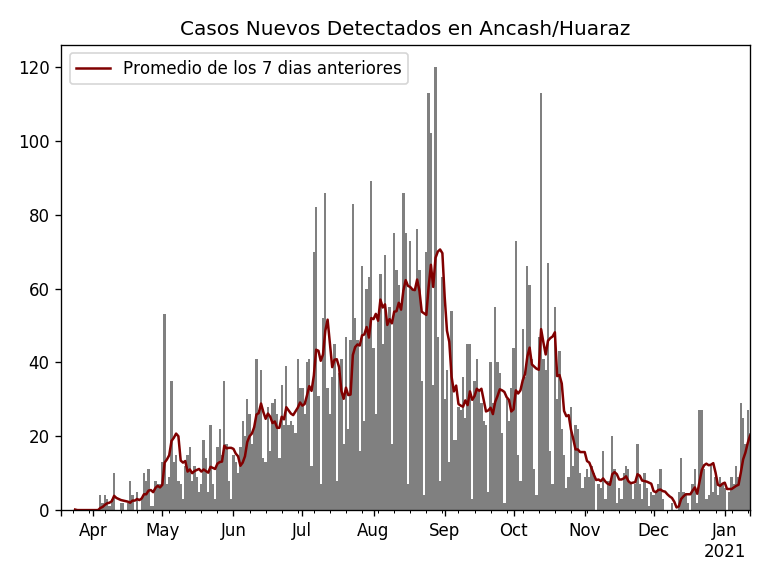 Casos Nuevos Detectados en Ancash/Huaraz
Promedio de los 7 dias anteriores
120
100
80
60
40
20
0
Apr May Jun Jul Aug Sep Oct Nov Dec Jan
2021